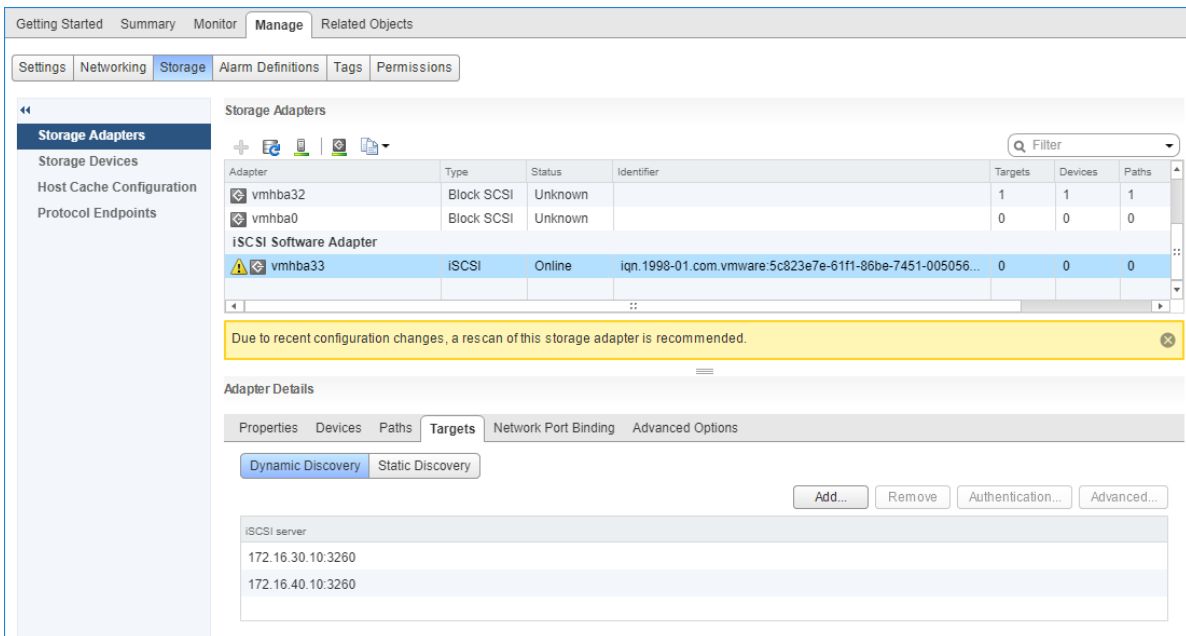 Getting Started Summary Monitor Manage Related Objects
Settings Networking Storage Alarm Definitions Tags Permissions
Storage Adapters
Storage Devices
Host Cache Configuration
Protocol Endpoints
Storage Adapters
Filter
Adapter Type Status Identifier Targets Devices Paths
vmhba32 Block SCSI Unknown 1 1 1
vmhba0 Block SCSI Unknown 0 0 0
iSCSI Software Adapter
vmhba33 iSCSI Online iqn.1998-01.com.vmware:5c823e7e-61f1-86be-7451-005056... 0 0 0
Due to recent configuration changes, a rescan of this storage adapter is recommended.
Adapter Details
Properties Devices Paths Targets Network Port Binding Advanced Options
Dynamic Discovery Static Discovery
Add... Remove Authentication... Advanced...
iSCSI server
172.16.30.10:3260
172.16.40.10:3260